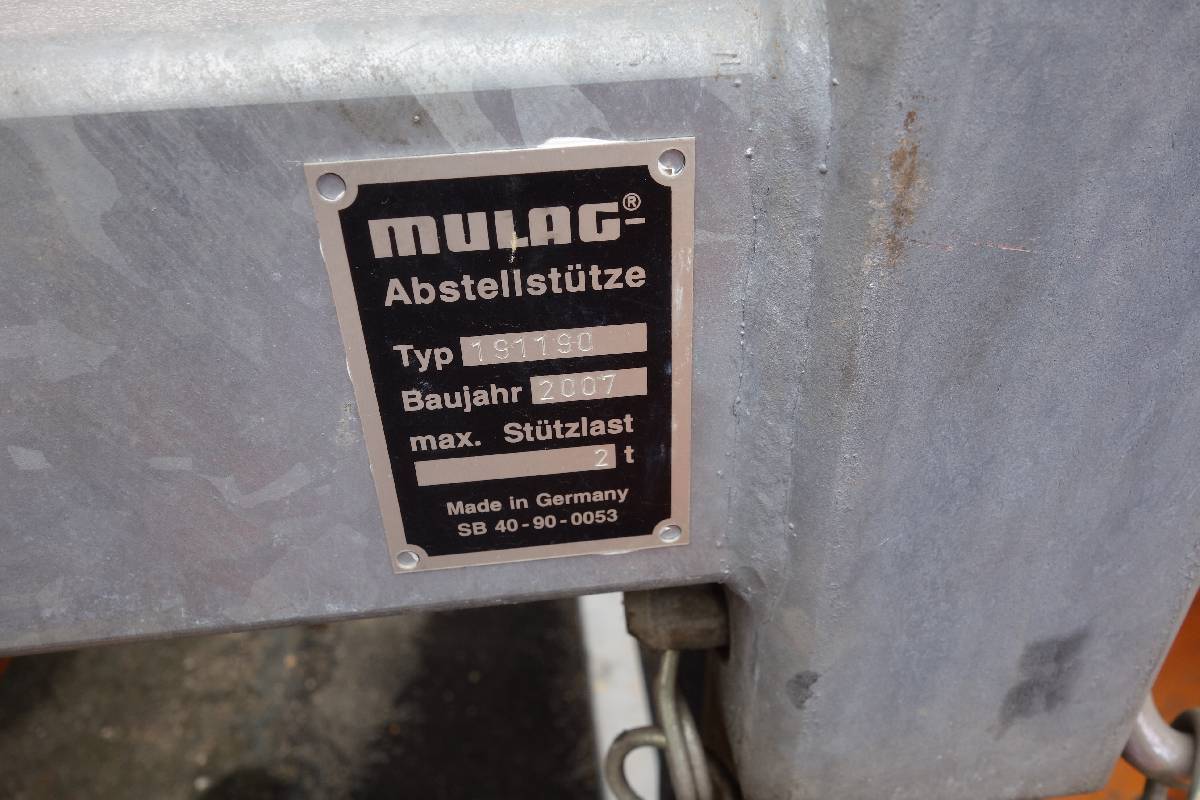 MULAG®
Abstellstütze
Typ 191190
Baujahr 2007
max. Stützlast
2 t
Made in Germany
SB 40-90-0053